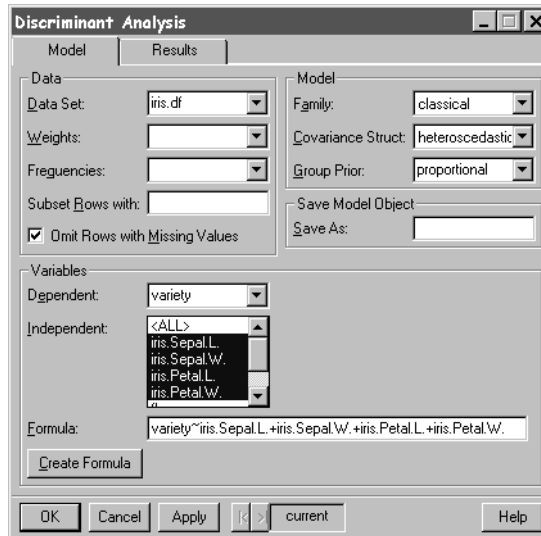 Discriminant Analysis
Model Results
Data
Data Set: iris.df
Weights:
Frequencies:
Subset Rows with:
Omit Rows with Missing Values
Model
Family: classical
Covariance Struct: heteroscedastic
Group Prior: proportional
Save Model Object
Save As:
Variables
Dependent: variety
Independent:
<ALL>
iris.Sepal.L.
iris.Sepal.W.
iris.Petal.L.
iris.Petal.W.
Formula: variety~iris.Sepal.L.+iris.Sepal.W.+iris.Petal.L.+iris.Petal.W.
Create Formula
OK Cancel Apply current Help